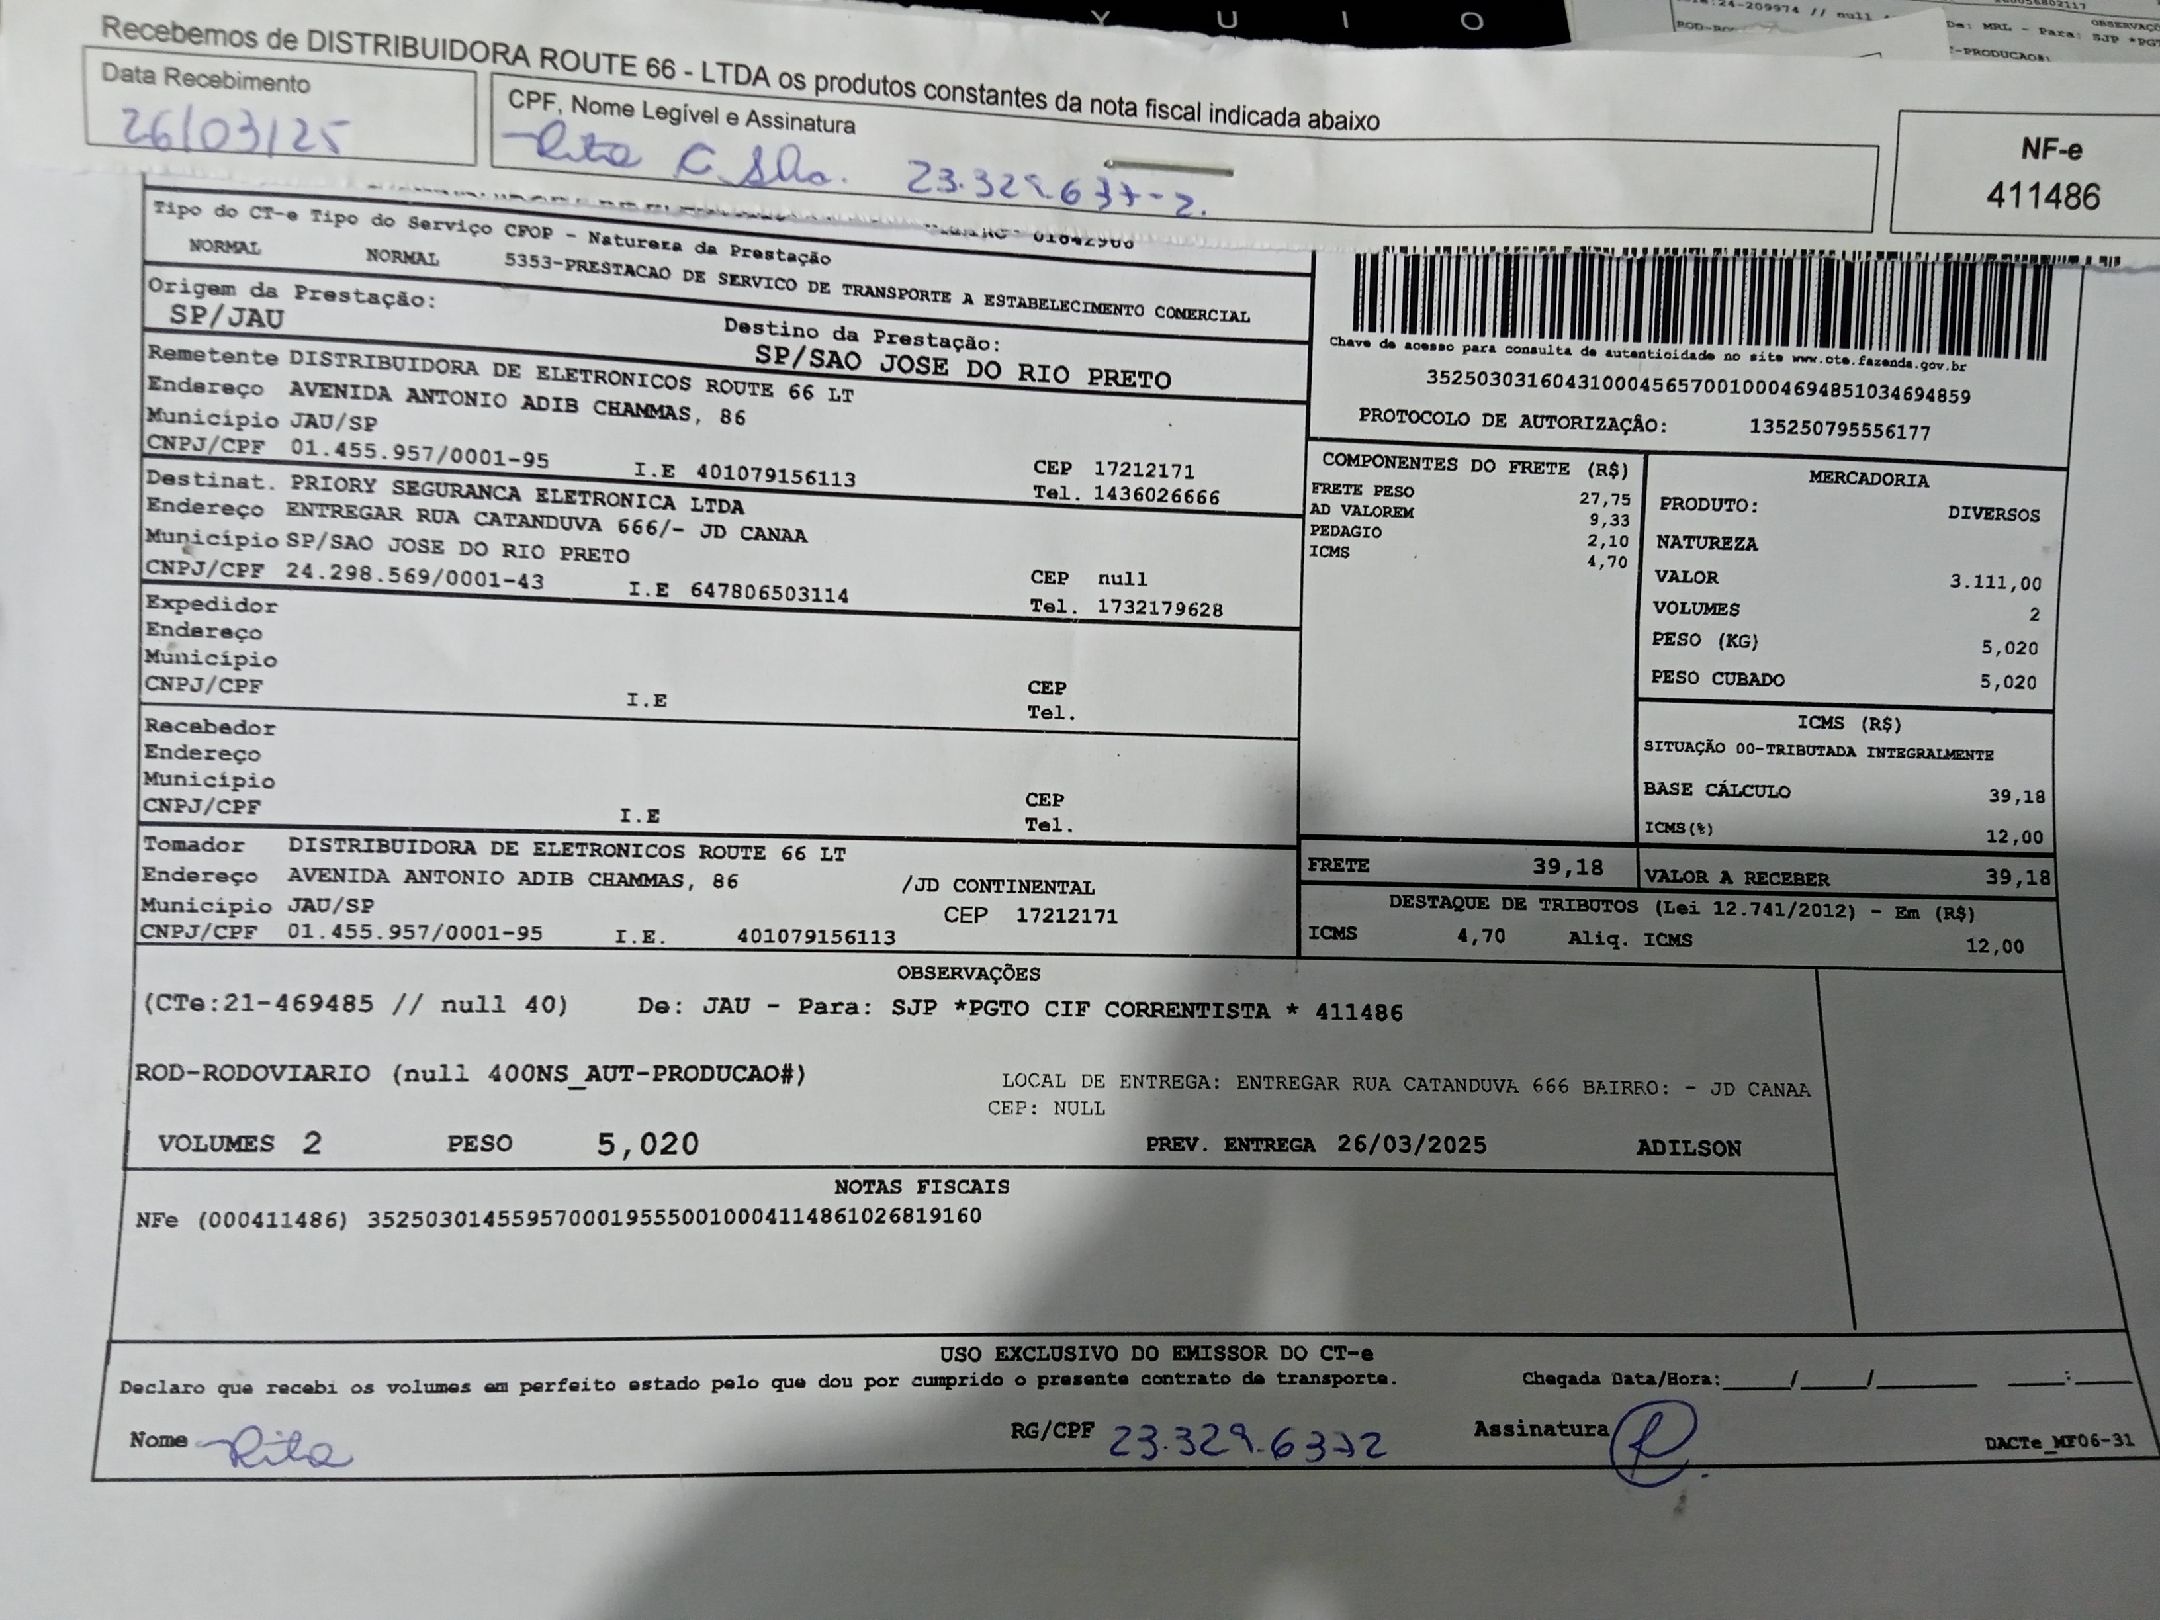 Y U I O
Recebemos de DISTRIBUIDORA ROUTE 66 - LTDA os produtos constantes da nota fiscal indicada abaixo
Data Recebimento
26/03/25
CPF, Nome Legível e Assinatura
Rita 23.329.637-2.
NF-e
411486
Tipo do CT-e Tipo do Serviço CFOP - Natureza da Prestação
NORMAL NORMAL 5353-PRESTACAO DE SERVICO DE TRANSPORTE A ESTABELECIMENTO COMERCIAL
Origem da Prestação:
SP/JAU
Destino da Prestação:
SP/SAO JOSE DO RIO PRETO
Remetente DISTRIBUIDORA DE ELETRONICOS ROUTE 66 LT
Endereço AVENIDA ANTONIO ADIB CHAMMAS, 86
Município JAU/SP CEP 17212171
CNPJ/CPF 01.455.957/0001-95 I.E 401079156113 Tel. 1436026666
Destinat. PRIORY SEGURANCA ELETRONICA LTDA
Endereço ENTREGAR RUA CATANDUVA 666/- JD CANAA
Município SP/SAO JOSE DO RIO PRETO CEP null
CNPJ/CPF 24.298.569/0001-43 I.E 647806503114 Tel. 1732179628
Expedidor
Endereço
Município CEP
CNPJ/CPF I.E Tel.
Recebedor
Endereço
Município CEP
CNPJ/CPF I.E Tel.
Tomador DISTRIBUIDORA DE ELETRONICOS ROUTE 66 LT
Endereço AVENIDA ANTONIO ADIB CHAMMAS, 86 /JD CONTINENTAL
Município JAU/SP CEP 17212171
CNPJ/CPF 01.455.957/0001-95 I.E. 401079156113
Chave de acesso para consulta de autenticidade no site www.cte.fazenda.gov.br
35250303160431000456570010004694851034694859
PROTOCOLO DE AUTORIZAÇÃO: 135250795556177
COMPONENTES DO FRETE (R$)
FRETE PESO 27,75
AD VALOREM 9,33
PEDAGIO 2,10
ICMS 4,70
MERCADORIA
PRODUTO: DIVERSOS
NATUREZA
VALOR 3.111,00
VOLUMES 2
PESO (KG) 5,020
PESO CUBADO 5,020
ICMS (R$)
SITUAÇÃO 00-TRIBUTADA INTEGRALMENTE
BASE CÁLCULO 39,18
ICMS(%) 12,00
FRETE 39,18 VALOR A RECEBER 39,18
DESTAQUE DE TRIBUTOS (Lei 12.741/2012) - Em (R$)
ICMS 4,70 Aliq. ICMS 12,00
OBSERVAÇÕES
(CTe:21-469485 // null 40) De: JAU - Para: SJP *PGTO CIF CORRENTISTA * 411486
ROD-RODOVIARIO (null 400NS_AUT-PRODUCAO#) LOCAL DE ENTREGA: ENTREGAR RUA CATANDUVA 666 BAIRRO: - JD CANAA
CEP: NULL
VOLUMES 2 PESO 5,020 PREV. ENTREGA 26/03/2025 ADILSON
NOTAS FISCAIS
NFe (000411486) 35250301455957000195550010004114861026819160
USO EXCLUSIVO DO EMISSOR DO CT-e
Declaro que recebi os volumes em perfeito estado pelo que dou por cumprido o presente contrato de transporte. Chegada Data/Hora:____/____/______ ____:____
Nome Rita RG/CPF 23.329.6372 Assinatura R. DACTe_MF06-31